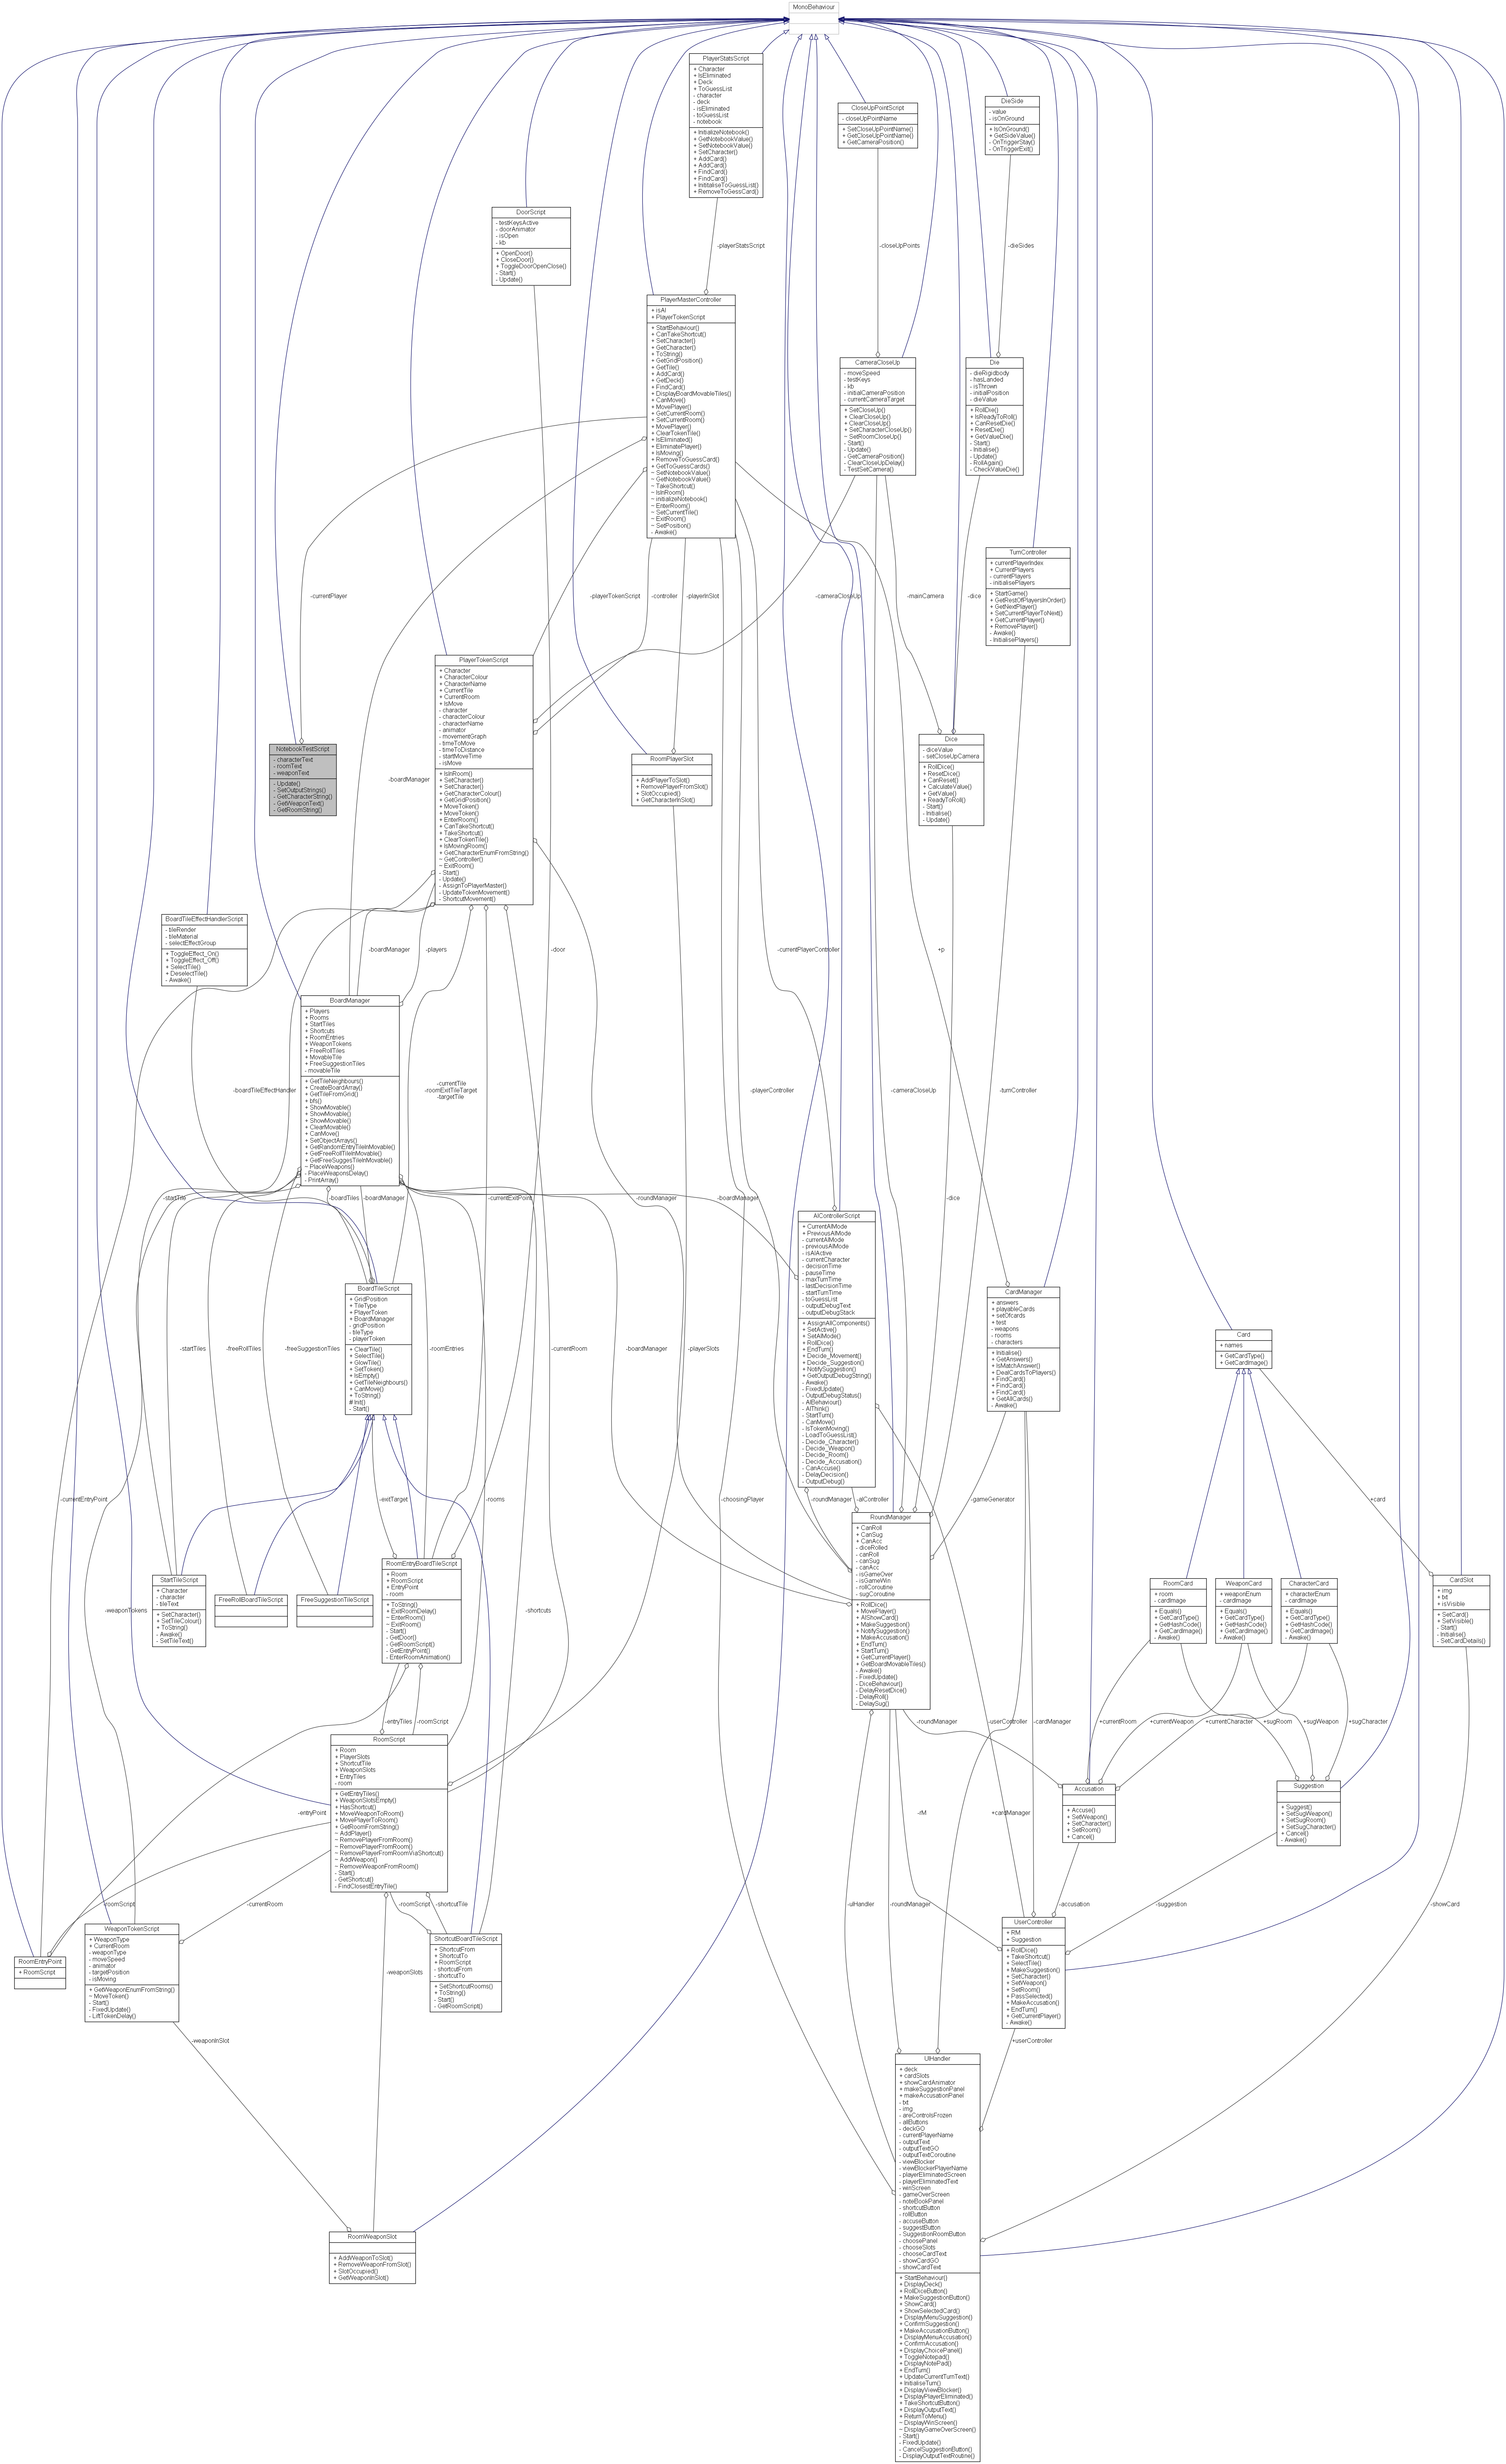 MonoBehaviour
PlayerStatsScript
+ Character
+ IsEliminated
+ Deck
+ ToGuessList
- character
- deck
- isEliminated
- toGuessList
- notebook
+ InitializeNotebook()
+ GetNotebookValue()
+ SetNotebookValue()
+ SetCharacter()
+ AddCard()
+ AddCard()
+ FindCard()
+ FindCard()
+ InititaliseToGuessList()
+ RemoveToGessCard()
CloseUpPointScript
- closeUpPointName
+ SetCloseUpPointName()
+ GetCloseUpPointName()
+ GetCameraPosition()
DieSide
- value
- isOnGround
+ IsOnGround()
+ GetSideValue()
- OnTriggerStay()
- OnTriggerExit()
DoorScript
- testKeysActive
- doorAnimator
- isOpen
- kb
+ OpenDoor()
+ CloseDoor()
+ ToggleDoorOpenClose()
- Start()
- Update()
-playerStatsScript
-closeUpPoints
-dieSides
PlayerMasterController
+ isAI
+ PlayerTokenScript
+ StartBehaviour()
+ CanTakeShortcut()
+ SetCharacter()
+ GetCharacter()
+ ToString()
+ GetGridPosition()
+ GetTile()
+ AddCard()
+ GetDeck()
+ FindCard()
+ DisplayBoardMovableTiles()
+ CanMove()
+ MovePlayer()
+ GetCurrentRoom()
+ SetCurrentRoom()
+ MovePlayer()
+ ClearTokenTile()
+ IsEliminated()
+ EliminatePlayer()
+ IsMoving()
+ RemoveToGuessCard()
+ GetToGuessCards()
~ SetNotebookValue()
~ GetNotebookValue()
~ TakeShortcut()
~ IsInRoom()
~ initializeNotebook()
~ EnterRoom()
~ SetCurrentTile()
~ ExitRoom()
~ SetPosition()
- Awake()
CameraCloseUp
- moveSpeed
- testKeys
- kb
- initialCameraPosition
- currentCameraTarget
+ SetCloseUp()
+ ClearCloseUp()
+ ClearCloseUp()
+ SetCharacterCloseUp()
~ SetRoomCloseUp()
- Start()
- Update()
- GetCameraPosition()
- ClearCloseUpDelay()
- TestSetCamera()
Die
- dieRigidbody
- hasLanded
- isThrown
- initialPosition
- dieValue
+ RollDie()
+ IsReadyToRoll()
+ CanResetDie()
+ ResetDie()
+ GetValueDie()
- Start()
- Initialise()
- Update()
- RollAgain()
- CheckValueDie()
TurnController
+ currentPlayerIndex
+ CurrentPlayers
- currentPlayers
- initialisePlayers
+ StartGame()
+ GetRestOfPlayersInOrder()
+ GetNextPlayer()
+ SetCurrentPlayerToNext()
+ GetCurrentPlayer()
+ RemovePlayer()
- Awake()
- InitialisePlayers()
-currentPlayer
-playerTokenScript
-controller
-playerInSlot
-cameraCloseUp
-mainCamera
-dice
PlayerTokenScript
+ Character
+ CharacterColour
+ CharacterName
+ CurrentTile
+ CurrentRoom
+ IsMove
- character
- characterColour
- characterName
- animator
- movementGraph
- timeToMove
- timeToDistance
- startMoveTime
- isMove
+ IsInRoom()
+ SetCharacter()
+ SetCharacter()
+ GetCharacterColour()
+ GetGridPosition()
+ MoveToken()
+ MoveToken()
+ EnterRoom()
+ CanTakeShortcut()
+ TakeShortcut()
+ ClearTokenTile()
+ IsMovingRoom()
+ GetCharacterEnumFromString()
~ GetController()
~ ExitRoom()
- Start()
- Update()
- AssignToPlayerMaster()
- UpdateTokenMovement()
- ShortcutMovement()
NotebookTestScript
- characterText
- roomText
- weaponText
- Update()
- SetOutputStrings()
- GetCharacterString()
- GetWeaponText()
- GetRoomString()
-boardManager
RoomPlayerSlot
+ AddPlayerToSlot()
+ RemovePlayerFromSlot()
+ SlotOccupied()
+ GetCharacterInSlot()
Dice
- diceValue
- setCloseUpCamera
+ RollDice()
+ ResetDice()
+ CanReset()
+ CalculateValue()
+ GetValue()
+ ReadyToRoll()
- Start()
- Initialise()
- Update()
BoardTileEffectHandlerScript
- tileRender
- tileMaterial
- selectEffectGroup
+ ToggleEffect_On()
+ ToggleEffect_Off()
+ SelectTile()
+ DeselectTile()
- Awake()
-boardManager
-players
-door
-currentPlayerController
+p
BoardManager
+ Players
+ Rooms
+ StartTiles
+ Shortcuts
+ RoomEntries
+ WeaponTokens
+ FreeRollTiles
+ MovableTile
+ FreeSuggestionTiles
- movableTile
+ GetTileNeighbours()
+ CreateBoardArray()
+ GetTileFromGrid()
+ bfs()
+ ShowMovable()
+ ShowMovable()
+ ShowMovable()
+ ClearMovable()
+ CanMove()
+ SetObjectArrays()
+ GetRandomEntryTileInMovable()
+ GetFreeRollTileInMovable()
+ GetFreeSuggesTileInMovable()
~ PlaceWeapons()
- PlaceWeaponsDelay()
- PrintArray()
-boardTileEffectHandler
-currentTile
-roomExitTileTarget
-targetTile
-playerController
-cameraCloseUp
-turnController
-startTile
-boardTiles
-boardManager
-currentExitPoint
-roundManager
-boardManager
-dice
AIControllerScript
+ CurrentAIMode
+ PreviousAIMode
- currentAIMode
- previousAIMode
- isAIActive
- currentCharacter
- decisionTime
- pauseTime
- maxTurnTime
- lastDecisionTime
- startTurnTime
- toGuessList
- outputDebugText
- outputDebugStack
+ AssignAllComponents()
+ SetActive()
+ SetAIMode()
+ RollDice()
+ EndTurn()
+ Decide_Movement()
+ Decide_Suggestion()
+ NotifySuggestion()
+ GetOutputDebugString()
- Awake()
- FixedUpdate()
- OutputDebugStatus()
- AIBehaviour()
- AIThink()
- StartTurn()
- CanMove()
- IsTokenMoving()
- LoadToGuessList()
- Decide_Character()
- Decide_Weapon()
- Decide_Room()
- Decide_Accusation()
- CanAccuse()
- DelayDecision()
- OutputDebug()
BoardTileScript
+ GridPosition
+ TileType
+ PlayerToken
+ BoardManager
- gridPosition
- tileType
- playerToken
+ ClearTile()
+ SelectTile()
+ GlowTile()
+ SetToken()
+ IsEmpty()
+ GetTileNeighbours()
+ CanMove()
+ ToString()
# Init()
- Start()
CardManager
+ answers
+ playableCards
+ setOfcards
+ test
- weapons
- rooms
- characters
+ Initialise()
+ GetAnswers()
+ IsMatchAnswer()
+ DealCardsToPlayers()
+ FindCard()
+ FindCard()
+ FindCard()
+ GetAllCards()
- Awake()
Card
+ names
+ GetCardType()
+ GetCardImage()
-startTiles
-freeRollTiles
-freeSuggestionTiles
-roomEntries
-currentRoom
-boardManager
-playerSlots
-currentEntryPoint
-exitTarget
-rooms
-choosingPlayer
-roundManager
-aiController
-gameGenerator
+card
RoundManager
+ CanRoll
+ CanSug
+ CanAcc
- diceRolled
- canRoll
- canSug
- canAcc
- isGameOver
- isGameWin
- rollCoroutine
- sugCoroutine
+ RollDice()
+ MovePlayer()
+ AIShowCard()
+ MakeSuggestion()
+ NotifySuggestion()
+ MakeAccusation()
+ EndTurn()
+ StartTurn()
+ GetCurrentPlayer()
+ GetBoardMovableTiles()
- Awake()
- FixedUpdate()
- DiceBehaviour()
- DelayResetDice()
- DelayRoll()
- DelaySug()
StartTileScript
+ Character
- character
- tileText
+ SetCharacter()
+ SetTileColour()
+ ToString()
- Awake()
- SetTileText()
FreeRollBoardTileScript
FreeSuggestionTileScript
RoomEntryBoardTileScript
+ Room
+ RoomScript
+ EntryPoint
- room
+ ToString()
+ ExitRoomDelay()
~ EnterRoom()
~ ExitRoom()
- Start()
- GetDoor()
- GetRoomScript()
- GetEntryPoint()
- EnterRoomAnimation()
RoomCard
+ room
- cardImage
+ Equals()
+ GetCardType()
+ GetHashCode()
+ GetCardImage()
- Awake()
WeaponCard
+ weaponEnum
- cardImage
+ Equals()
+ GetCardType()
+ GetHashCode()
+ GetCardImage()
- Awake()
CharacterCard
+ characterEnum
- cardImage
+ Equals()
+ GetCardType()
+ GetHashCode()
+ GetCardImage()
- Awake()
CardSlot
+ img
+ txt
+ isVisible
+ SetCard()
+ SetVisible()
- Start()
- Initialise()
- SetCardDetails()
-weaponTokens
-shortcuts
-entryTiles
-roomScript
-roundManager
-userController
-cardManager
+currentRoom
+currentWeapon
+currentCharacter
+sugRoom
+sugWeapon
+sugCharacter
RoomScript
+ Room
+ PlayerSlots
+ ShortcutTile
+ WeaponSlots
+ EntryTiles
- room
+ GetEntryTiles()
+ WeaponSlotsEmpty()
+ HasShortcut()
+ MoveWeaponToRoom()
+ MovePlayerToRoom()
+ GetRoomFromString()
~ AddPlayer()
~ RemovePlayerFromRoom()
~ RemovePlayerFromRoom()
~ RemovePlayerFromRoomViaShortcut()
~ AddWeapon()
~ RemoveWeaponFromRoom()
- Start()
- GetShortcut()
- FindClosestEntryTile()
-entryPoint
-rM
+cardManager
Accusation
+ Accuse()
+ SetWeapon()
+ SetCharacter()
+ SetRoom()
+ Cancel()
Suggestion
+ Suggest()
+ SetSugWeapon()
+ SetSugRoom()
+ SetSugCharacter()
+ Cancel()
- Awake()
-roomScript
-currentRoom
-roomScript
-shortcutTile
-uiHandler
-roundManager
-accusation
-suggestion
-showCard
RoomEntryPoint
+ RoomScript
WeaponTokenScript
+ WeaponType
+ CurrentRoom
- weaponType
- moveSpeed
- animator
- targetPosition
- isMoving
+ GetWeaponEnumFromString()
~ MoveToken()
- Start()
- FixedUpdate()
- LiftTokenDelay()
ShortcutBoardTileScript
+ ShortcutFrom
+ ShortcutTo
+ RoomScript
- shortcutFrom
- shortcutTo
+ SetShortcutRooms()
+ ToString()
- Start()
- GetRoomScript()
UserController
+ RM
+ Suggestion
+ RollDice()
+ TakeShortcut()
+ SelectTile()
+ MakeSuggestion()
+ SetCharacter()
+ SetWeapon()
+ SetRoom()
+ PassSelected()
+ MakeAccusation()
+ EndTurn()
+ GetCurrentPlayer()
- Awake()
-weaponSlots
-weaponInSlot
+userController
RoomWeaponSlot
+ AddWeaponToSlot()
+ RemoveWeaponFromSlot()
+ SlotOccupied()
+ GetWeaponInSlot()
UIHandler
+ deck
+ cardSlots
+ showCardAnimator
+ makeSuggestionPanel
+ makeAccusationPanel
- txt
- img
- areControlsFrozen
- allButtons
- deckGO
- currentPlayerName
- outputText
- outputTextGO
- outputTextCoroutine
- viewBlocker
- viewBlockerPlayerName
- playerEliminatedScreen
- playerEliminatedText
- winScreen
- gameOverScreen
- noteBookPanel
- shortcutButton
- rollButton
- accuseButton
- suggestButton
- SuggestionRoomButton
- choosePanel
- chooseSlots
- chooseCardText
- showCardGO
- showCardText
+ StartBehaviour()
+ DisplayDeck()
+ RollDiceButton()
+ MakeSuggestionButton()
+ ShowCard()
+ ShowSelectedCard()
+ DisplayMenuSuggestion()
+ ConfirmSuggestion()
+ MakeAccusationButton()
+ DisplayMenuAccusation()
+ ConfirmAccusation()
+ DisplayChoicePanel()
+ ToggleNotepad()
+ DisplayNotePad()
+ EndTurn()
+ UpdateCurrentTurnText()
+ InitialiseTurn()
+ DisplayViewBlocker()
+ DisplayPlayerEliminated()
+ TakeShortcutButton()
+ DisplayOutputText()
+ ReturnToMenu()
~ DisplayWinScreen()
~ DisplayGameOverScreen()
- Start()
- FixedUpdate()
- CancelSuggestionButton()
- DisplayOutputTextRoutine()